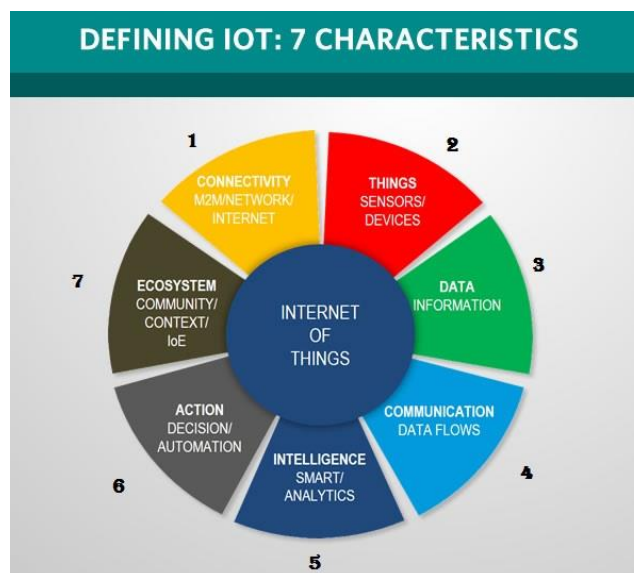 DEFINING IOT: 7 CHARACTERISTICS
1
CONNECTIVITY
M2M/NETWORK/
INTERNET
2
THINGS
SENSORS/
DEVICES
3
DATA
INFORMATION
4
COMMUNICATION
DATA FLOWS
5
INTELLIGENCE
SMART/
ANALYTICS
6
ACTION
DECISION/
AUTOMATION
7
ECOSYSTEM
COMMUNITY/
CONTEXT/
IoE
INTERNET
OF
THINGS